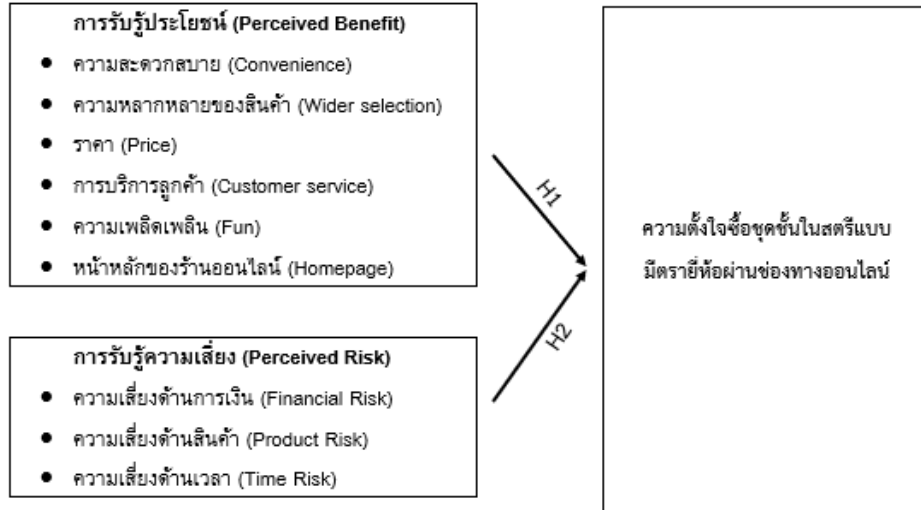 การรับรู้ประโยชน์ (Perceived Benefit)
● ความสะดวกสบาย (Convenience)
● ความหลากหลายของสินค้า (Wider selection)
● ราคา (Price)
● การบริการลูกค้า (Customer service)
● ความเพลิดเพลิน (Fun)
● หน้าหลักของร้านออนไลน์ (Homepage)
การรับรู้ความเสี่ยง (Perceived Risk)
● ความเสี่ยงด้านการเงิน (Financial Risk)
● ความเสี่ยงด้านสินค้า (Product Risk)
● ความเสี่ยงด้านเวลา (Time Risk)
H1
H2
ความตั้งใจซื้อชุดชั้นในสตรีแบบ
มีตรายี่ห้อผ่านช่องทางออนไลน์